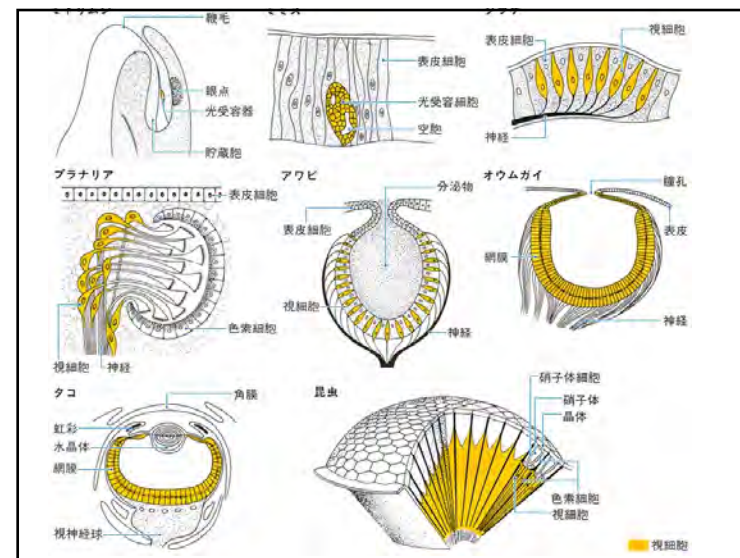 鞭毛
眼点
光受容器
貯蔵胞
表皮細胞
光受容細胞
空胞
表皮細胞
視細胞
神経
プラナリア
表皮細胞
色素細胞
視細胞
神経
アワビ
分泌物
表皮細胞
視細胞
神経
オウムガイ
瞳孔
表皮
網膜
神経
タコ
角膜
虹彩
水晶体
網膜
視神経球
昆虫
硝子体細胞
硝子体
晶体
色素細胞
視細胞
視細胞